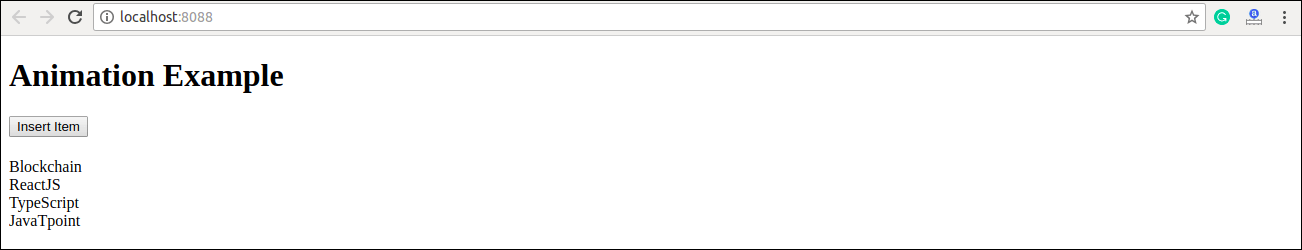 localhost:8088
Animation Example
Insert Item
Blockchain
ReactJS
TypeScript
JavaTpoint